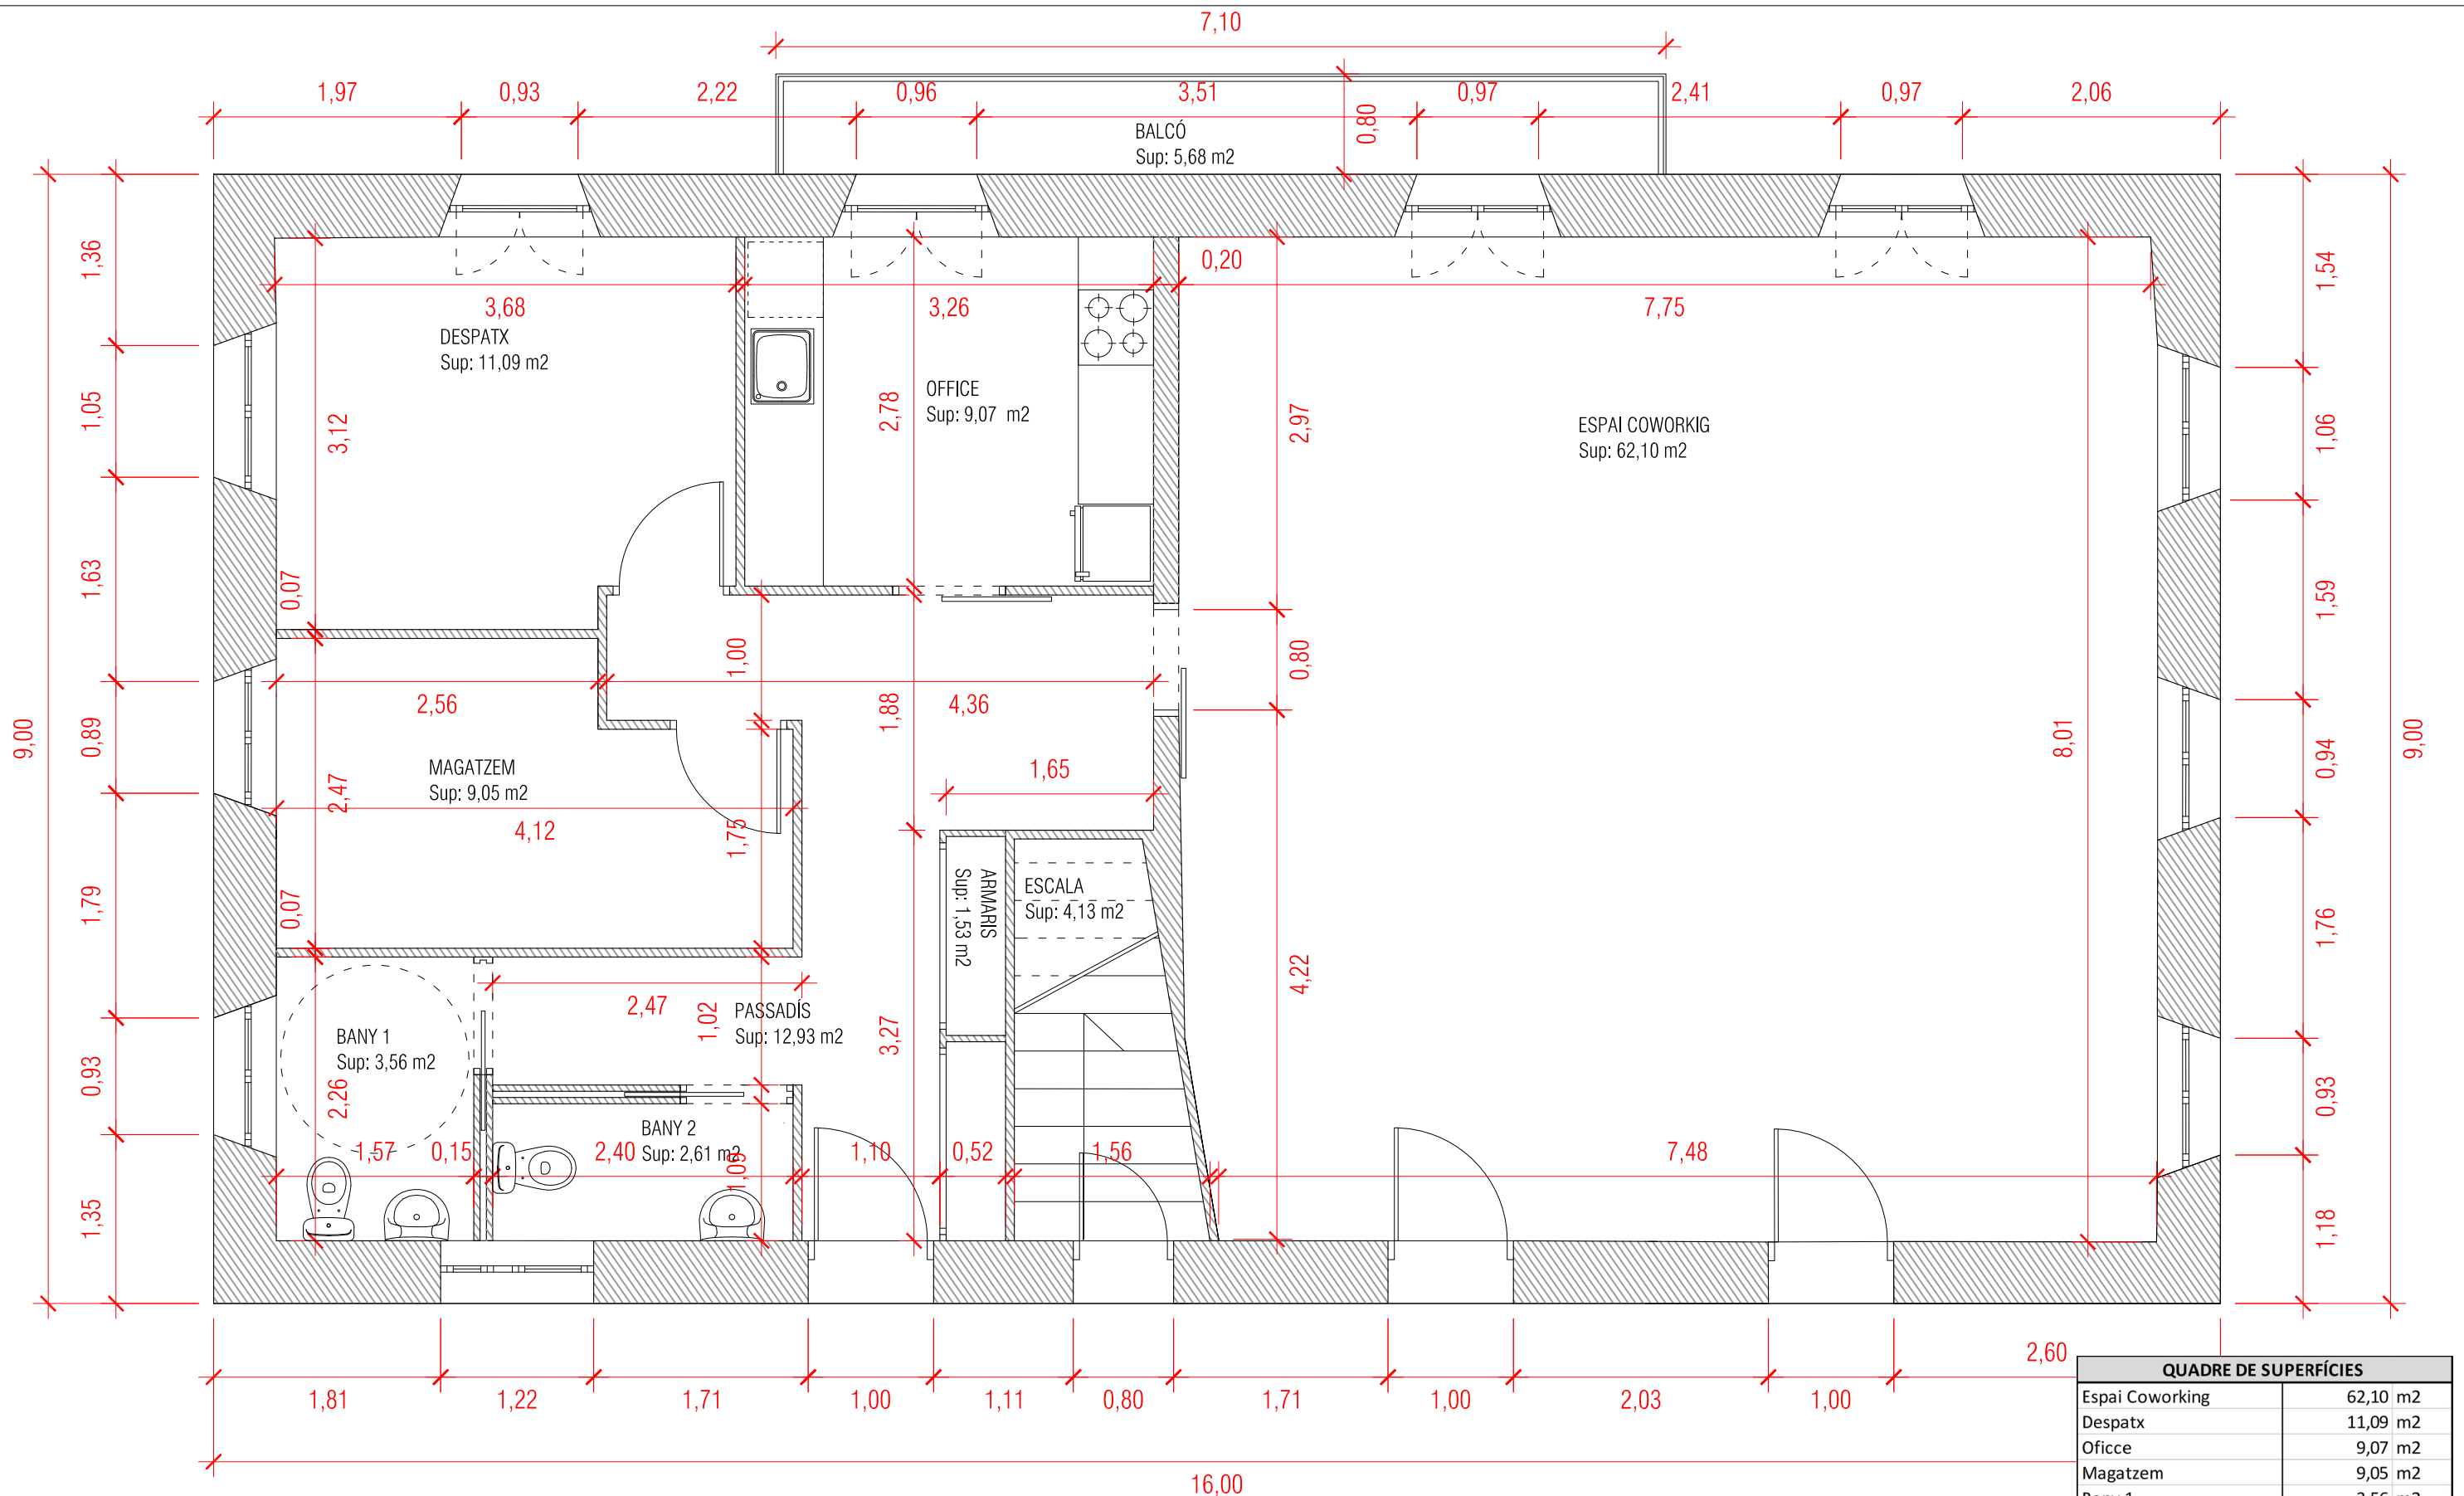 7,10
1,97 0,93 2,22 0,96 3,51 0,97 2,41 0,97 2,06
0,80
BALCÓ
Sup: 5,68 m2
1,36
1,05
1,63
0,89
1,79
0,93
1,35
9,00
1,54
1,06
1,59
0,94
1,76
0,93
1,18
9,00
3,68
DESPATX
Sup: 11,09 m2
3,12
0,07
3,26
2,78
OFFICE
Sup: 9,07 m2
0,20
7,75
2,97
ESPAI COWORKIG
Sup: 62,10 m2
0,80
8,01
4,22
1,00
2,56
1,88
4,36
1,65
MAGATZEM
Sup: 9,05 m2
2,47
4,12
1,75
0,07
ARMARIS
Sup: 1,53 m2
ESCALA
Sup: 4,13 m2
2,47
1,02
PASSADÍS
Sup: 12,93 m2
3,27
BANY 1
Sup: 3,56 m2
2,26
BANY 2
Sup: 2,61 m2
1,09
1,57 0,15 2,40 1,10 0,52 1,56 7,48
1,81 1,22 1,71 1,00 1,11 0,80 1,71 1,00 2,03 1,00 2,60
16,00
QUADRE DE SUPERFÍCIES
Espai Coworking 62,10 m2
Despatx 11,09 m2
Oficce 9,07 m2
Magatzem 9,05 m2
Bany 1 3,56 m2